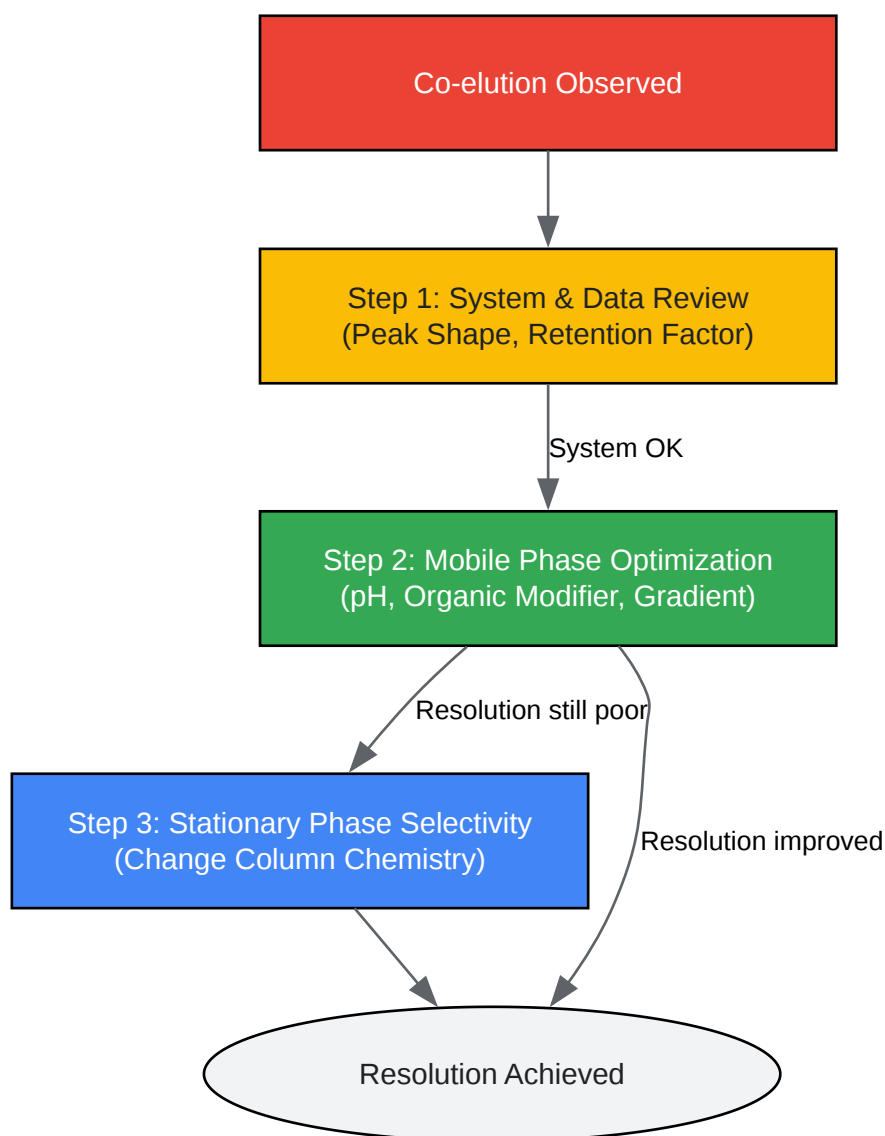 Co-elution Observed
Step 1: System & Data Review
(Peak Shape, Retention Factor)
System OK
Step 2: Mobile Phase Optimization
(pH, Organic Modifier, Gradient)
Resolution still poor
Step 3: Stationary Phase Selectivity
(Change Column Chemistry)
Resolution improved
Resolution Achieved